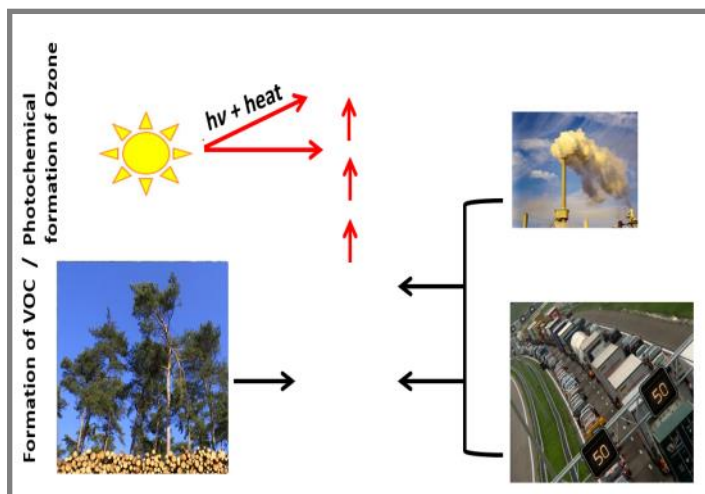 Formation of VOC / Photochemical
formation of Ozone
hν + heat
50
50